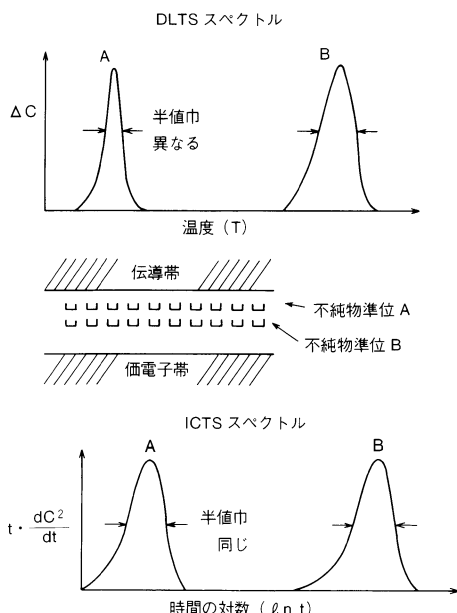 DLTS スペクトル
A
B
ΔC
半値巾
異なる
温度 (T)
伝導帯
不純物準位 A
不純物準位 B
価電子帯
ICTS スペクトル
A
B
t・dC²/dt
半値巾
同じ
時間の対数 (ℓn t)